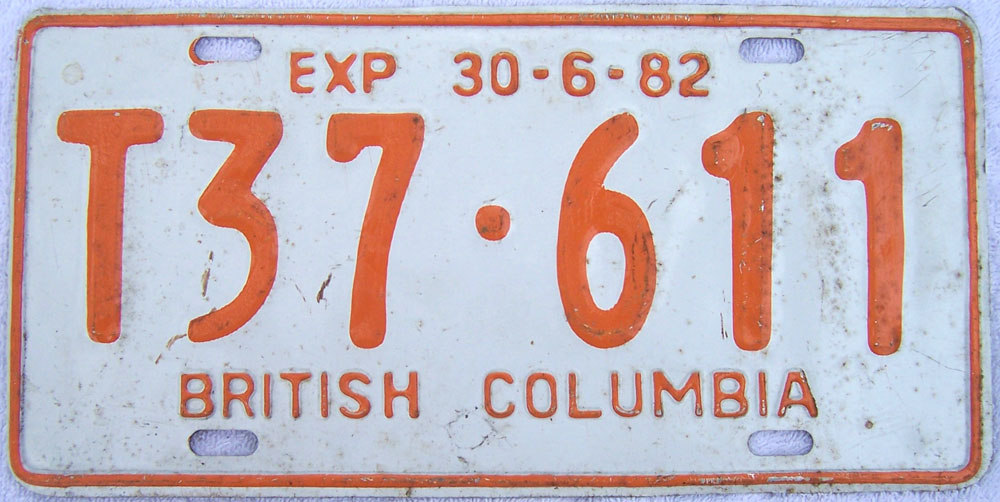 EXP 30-6-82
T37·611
BRITISH COLUMBIA